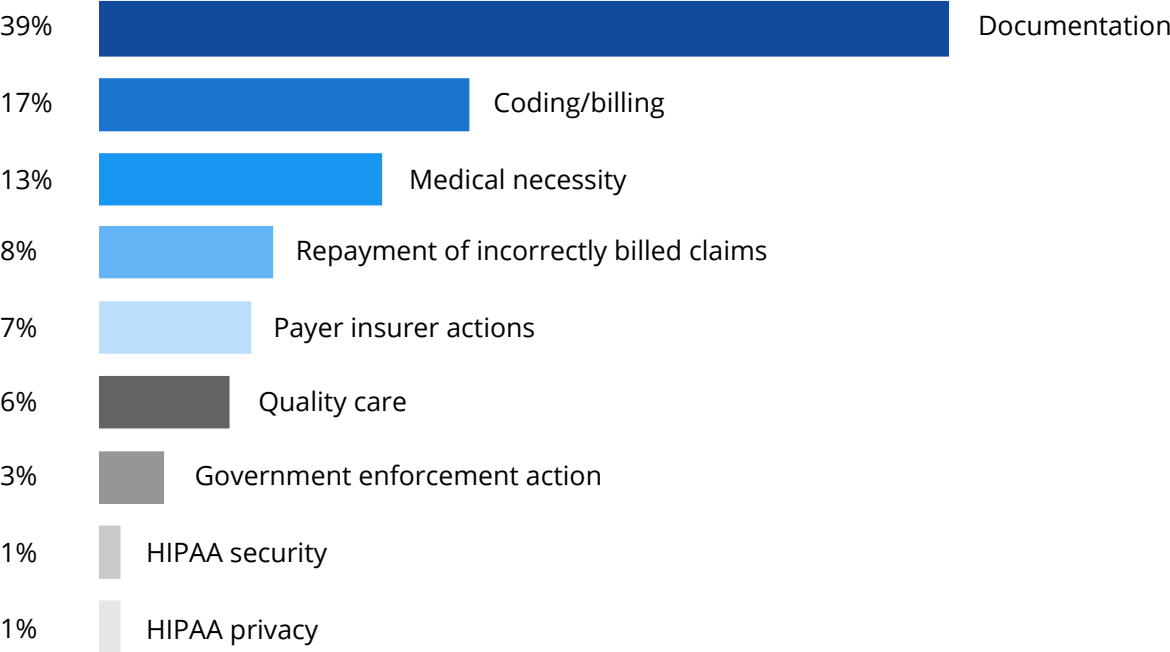 39% Documentation
17% Coding/billing
13% Medical necessity
8% Repayment of incorrectly billed claims
7% Payer insurer actions
6% Quality care
3% Government enforcement action
1% HIPAA security
1% HIPAA privacy